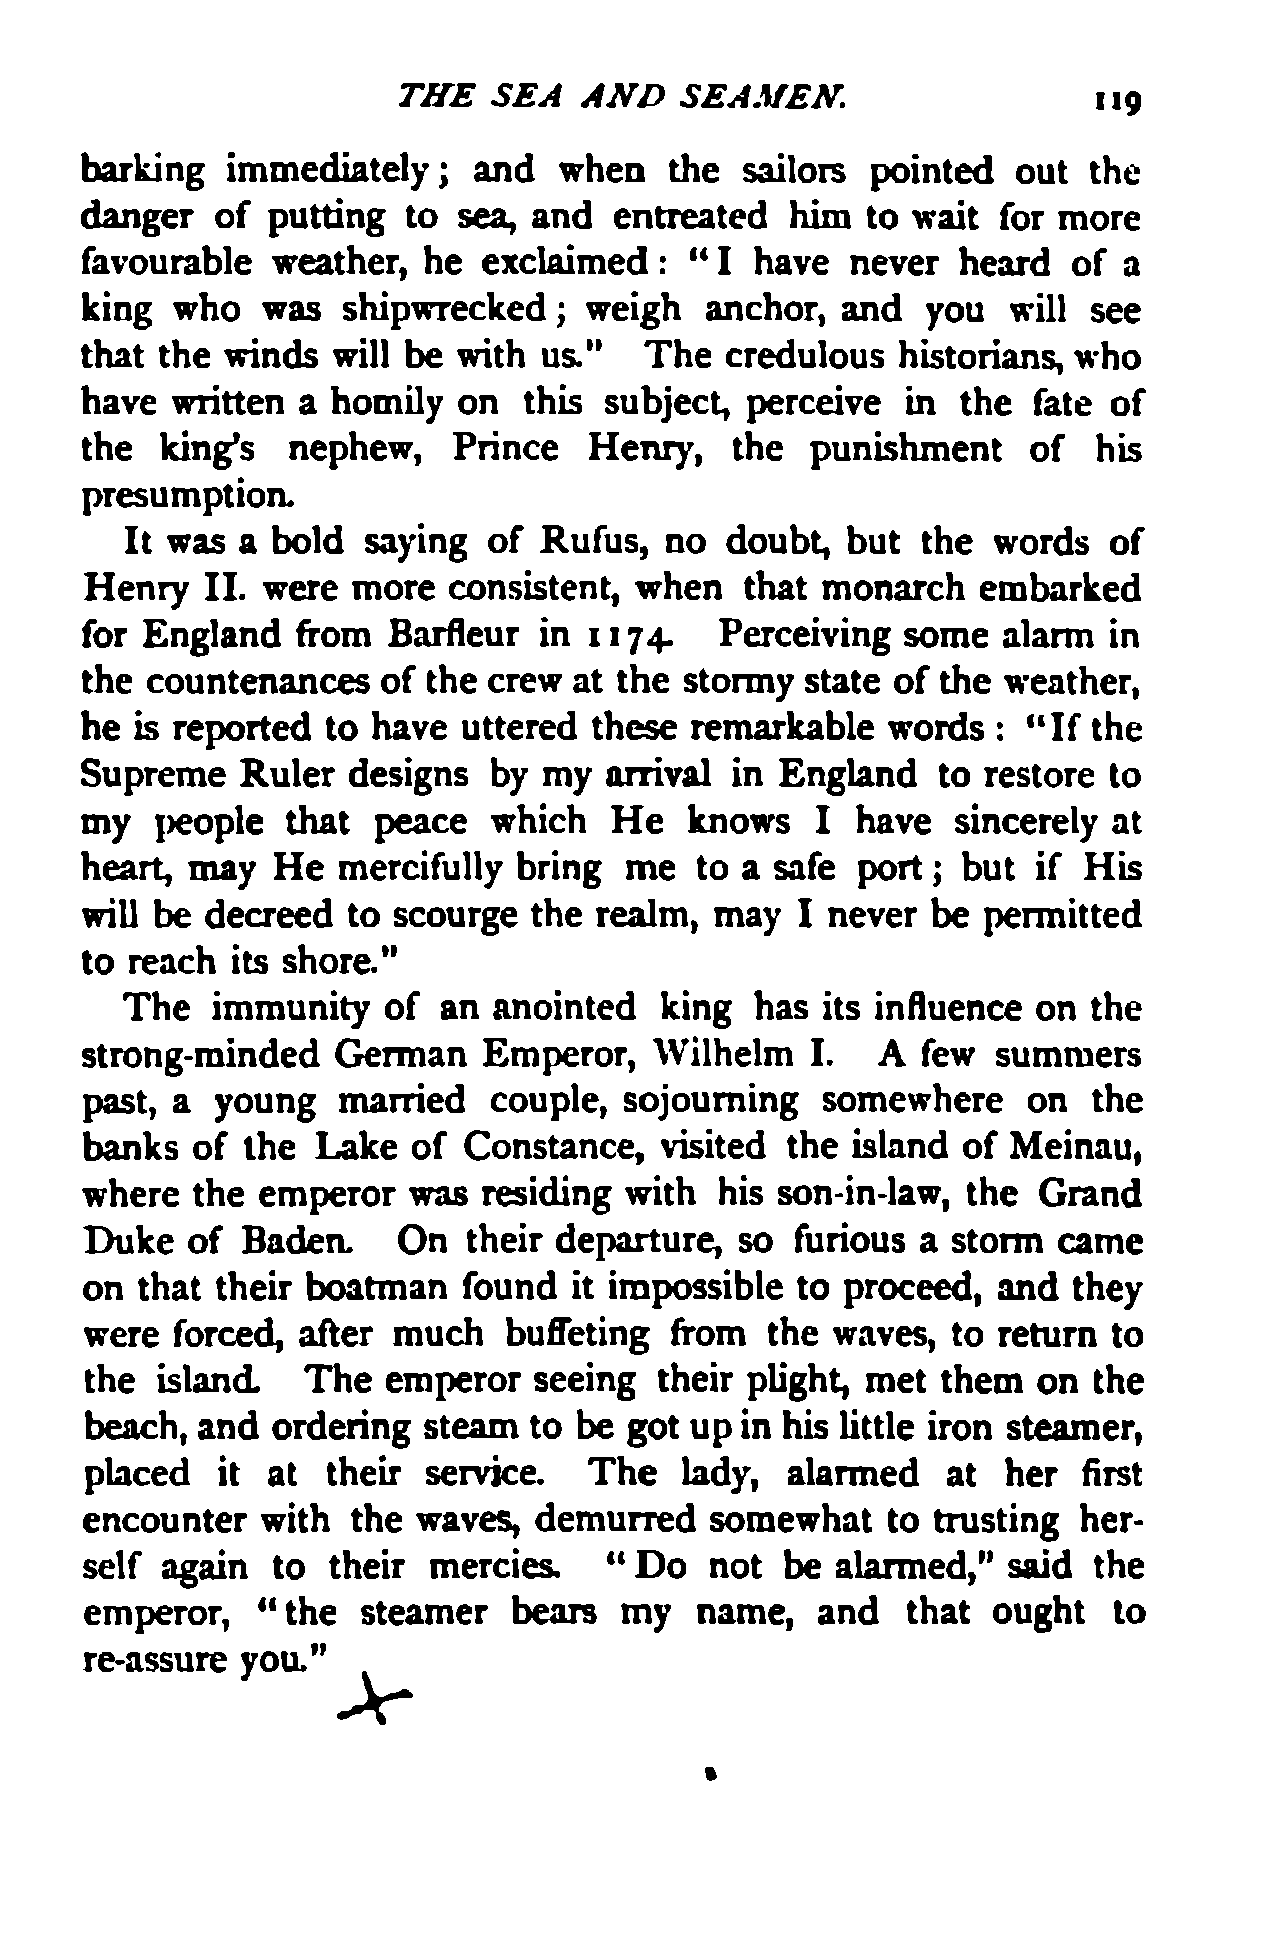 THE SEA AND SEAMEN. 119
barking immediately; and when the sailors pointed out the
danger of putting to sea, and entreated him to wait for more
favourable weather, he exclaimed: "I have never heard of a
king who was shipwrecked; weigh anchor, and you will see
that the winds will be with us." The credulous historians, who
have written a homily on this subject, perceive in the fate of
the king's nephew, Prince Henry, the punishment of his
presumption.
It was a bold saying of Rufus, no doubt, but the words of
Henry II. were more consistent, when that monarch embarked
for England from Barfleur in 1174. Perceiving some alarm in
the countenances of the crew at the stormy state of the weather,
he is reported to have uttered these remarkable words: "If the
Supreme Ruler designs by my arrival in England to restore to
my people that peace which He knows I have sincerely at
heart, may He mercifully bring me to a safe port; but if His
will be decreed to scourge the realm, may I never be permitted
to reach its shore."
The immunity of an anointed king has its influence on the
strong-minded German Emperor, Wilhelm I. A few summers
past, a young married couple, sojourning somewhere on the
banks of the Lake of Constance, visited the island of Meinau,
where the emperor was residing with his son-in-law, the Grand
Duke of Baden. On their departure, so furious a storm came
on that their boatman found it impossible to proceed, and they
were forced, after much buffeting from the waves, to return to
the island. The emperor seeing their plight, met them on the
beach, and ordering steam to be got up in his little iron steamer,
placed it at their service. The lady, alarmed at her first
encounter with the waves, demurred somewhat to trusting her-
self again to their mercies. "Do not be alarmed," said the
emperor, "the steamer bears my name, and that ought to
re-assure you."